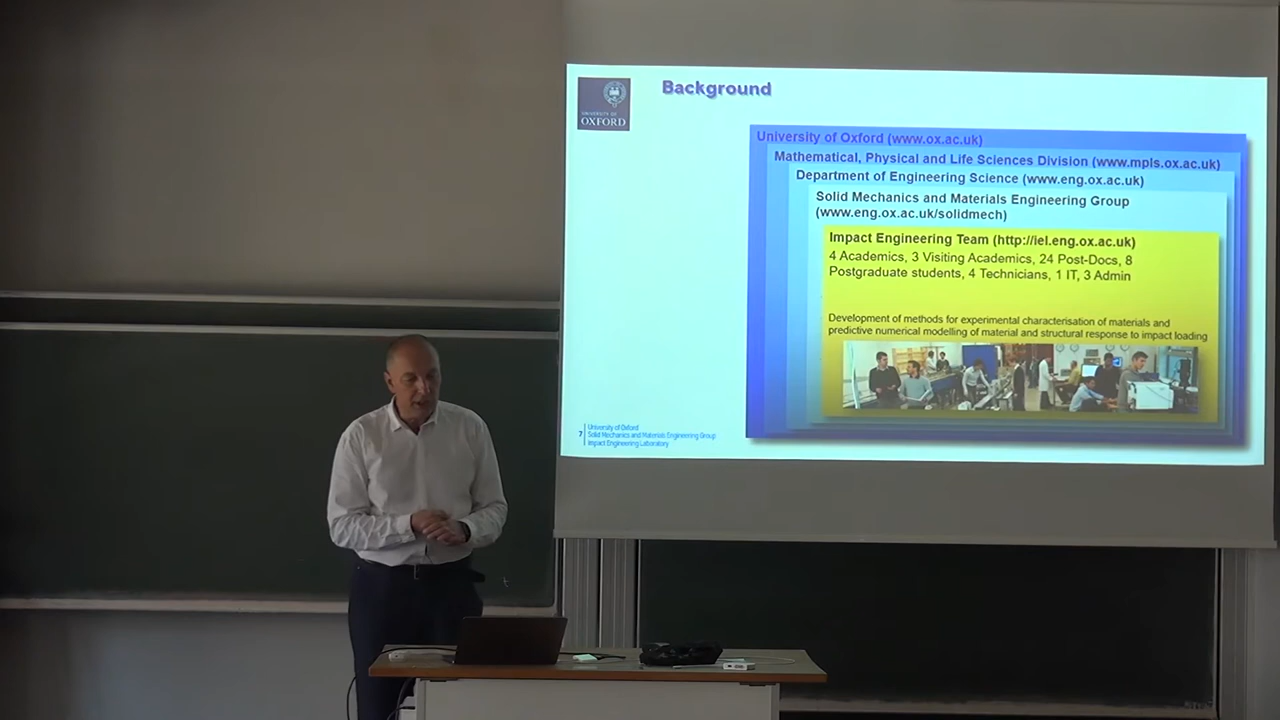 UNIVERSITY OF
OXFORD
Background
University of Oxford (www.ox.ac.uk)
Mathematical, Physical and Life Sciences Division (www.mpls.ox.ac.uk)
Department of Engineering Science (www.eng.ox.ac.uk)
Solid Mechanics and Materials Engineering Group
(www.eng.ox.ac.uk/solidmech)
Impact Engineering Team (http://iel.eng.ox.ac.uk)
4 Academics, 3 Visiting Academics, 24 Post-Docs, 8
Postgraduate students, 4 Technicians, 1 IT, 3 Admin
Development of methods for experimental characterisation of materials and
predictive numerical modelling of material and structural response to impact loading
University of Oxford
7 Solid Mechanics and Materials Engineering Group
Impact Engineering Laboratory